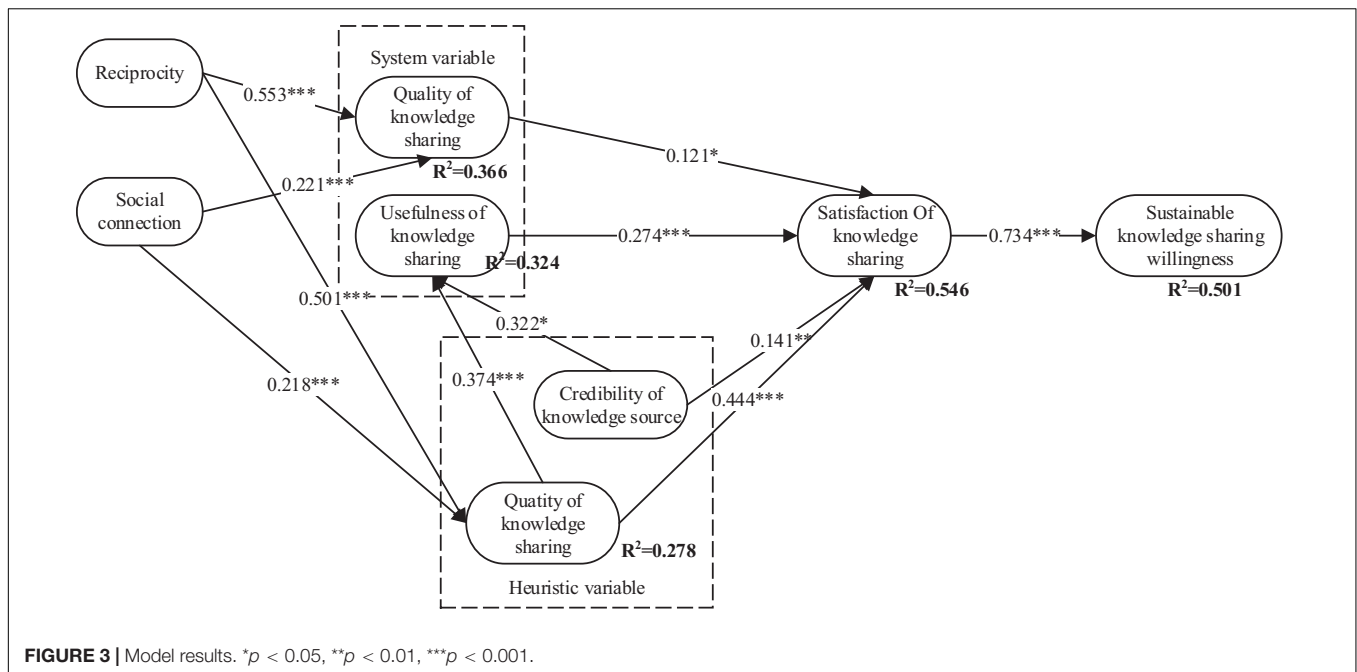 System variable
Reciprocity
0.553***
Quality of
knowledge
sharing
R²=0.366
0.121*
Social
connection
0.221***
Usefulness of
knowledge
sharing
R²=0.324
0.274***
Satisfaction Of
knowledge
sharing
R²=0.546
0.734***
Sustainable
knowledge sharing
willingness
R²=0.501
0.501***
0.322*
0.141**
0.218***
0.374***
Credibility of
knowledge source
0.444***
Quatity of
knowledge
sharing
R²=0.278
Heuristic variable
FIGURE 3 | Model results. *p < 0.05, **p < 0.01, ***p < 0.001.